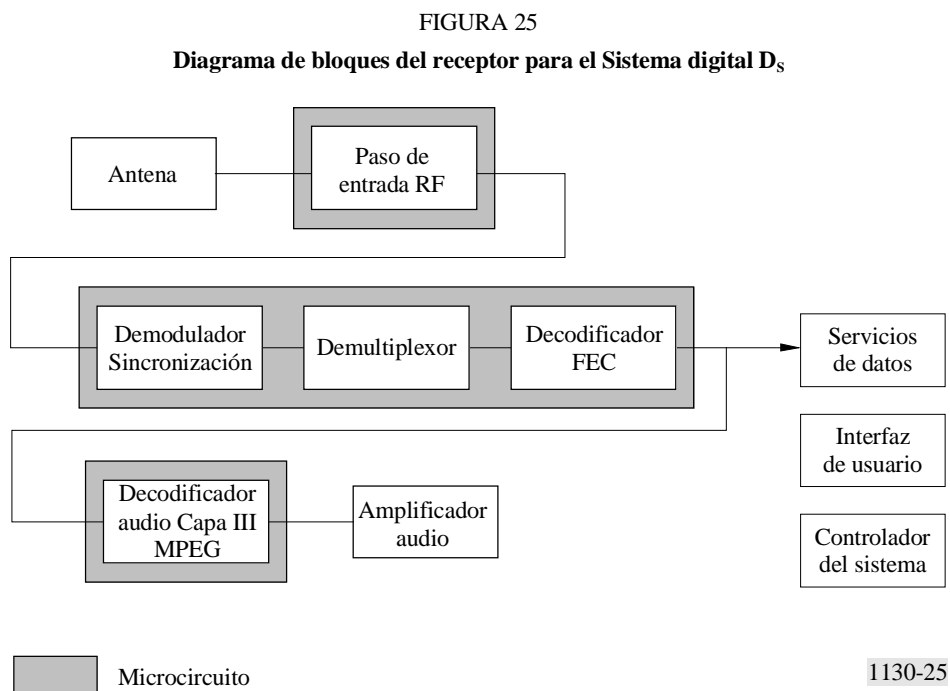 FIGURA 25
Diagrama de bloques del receptor para el Sistema digital DS
Antena
Paso de
entrada RF
Demodulador
Sincronización
Demultiplexor
Decodificador
FEC
Servicios
de datos
Interfaz
de usuario
Controlador
del sistema
Decodificador
audio Capa III
MPEG
Amplificador
audio
Microcircuito
1130-25